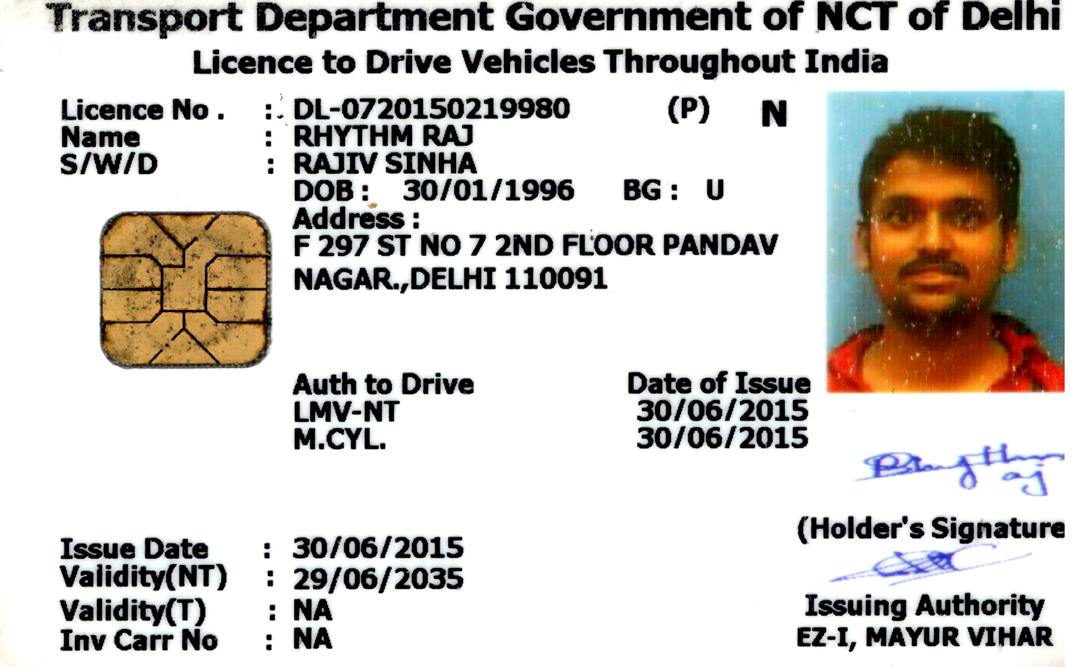 Transport Department Government of NCT of Delhi
Licence to Drive Vehicles Throughout India
Licence No . : DL-0720150219980 (P) N
Name : RHYTHM RAJ
S/W/D : RAJIV SINHA
DOB : 30/01/1996 BG : U
Address :
F 297 ST NO 7 2ND FLOOR PANDAV
NAGAR.,DELHI 110091
Auth to Drive Date of Issue
LMV-NT 30/06/2015
M.CYL. 30/06/2015
(Holder's Signature
Issue Date : 30/06/2015
Validity(NT) : 29/06/2035
Validity(T) : NA
Issuing Authority
Inv Carr No : NA
EZ-I, MAYUR VIHAR